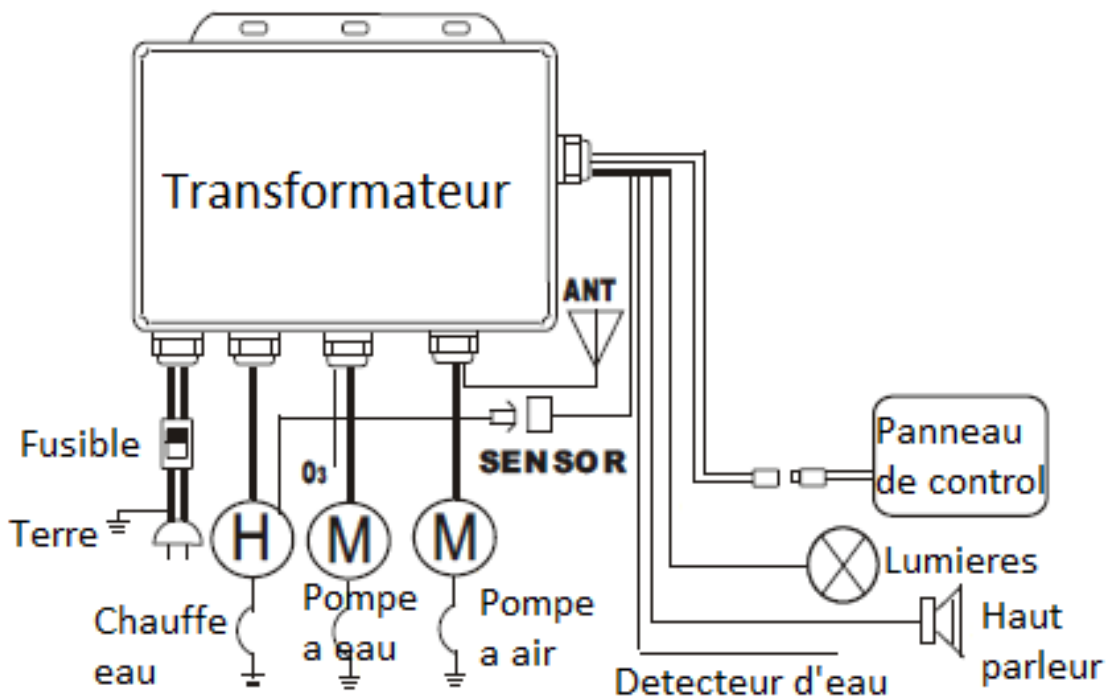 Transformateur
ANT
SENSOR
Fusible
O3
Terre
H
M
M
Chauffe
eau
Pompe
a eau
Pompe
a air
Panneau
de control
Lumieres
Haut
parleur
Detecteur d'eau